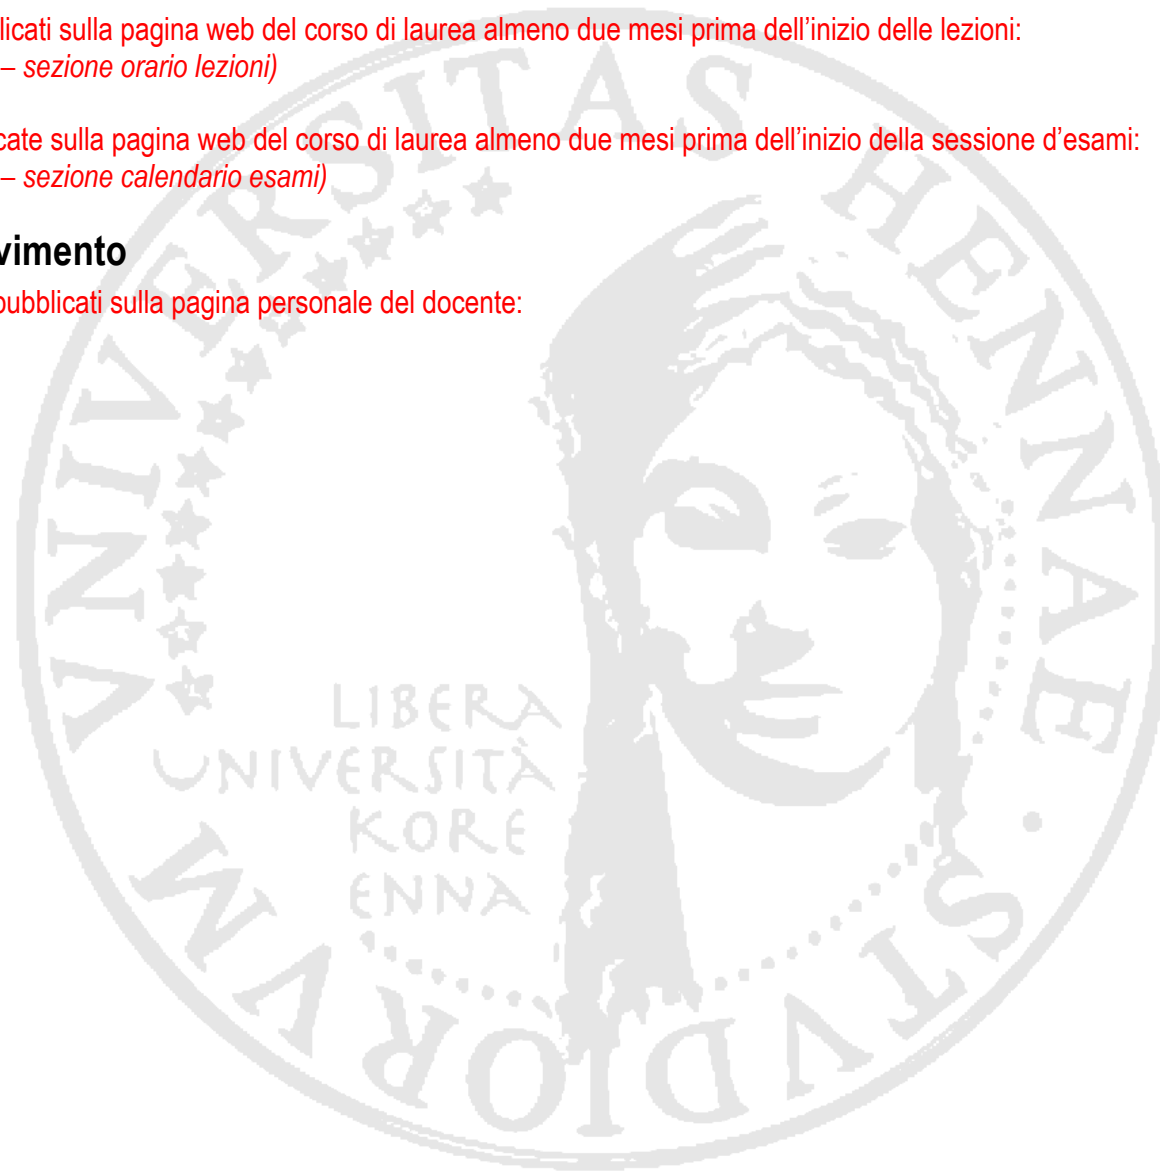 licati sulla pagina web del corso di laurea almeno due mesi prima dell’inizio delle lezioni:
– sezione orario lezioni)
cate sulla pagina web del corso di laurea almeno due mesi prima dell’inizio della sessione d’esami:
– sezione calendario esami)
vimento
pubblicati sulla pagina personale del docente:
VNIVERSITAS HENNAE · STVDIORVM
LIBERA
UNIVERSITÀ
KORE
ENNA